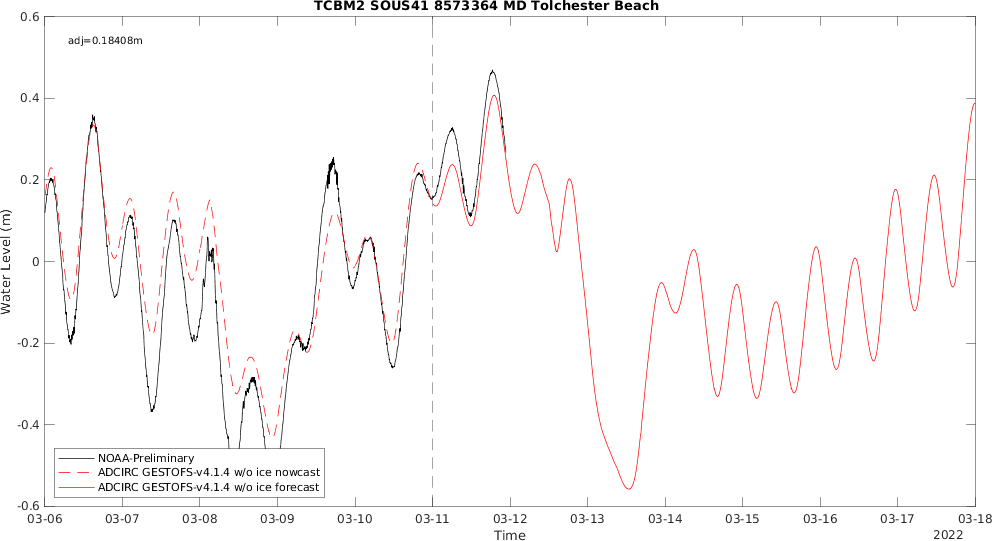 TCBM2 SOUS41 8573364 MD Tolchester Beach
adj=0.18408m
Water Level (m)
0.6
0.4
0.2
0
-0.2
-0.4
-0.6
NOAA-Preliminary
ADCIRC GESTOFS-v4.1.4 w/o ice nowcast
ADCIRC GESTOFS-v4.1.4 w/o ice forecast
03-06 03-07 03-08 03-09 03-10 03-11 03-12 03-13 03-14 03-15 03-16 03-17 03-18
Time
2022